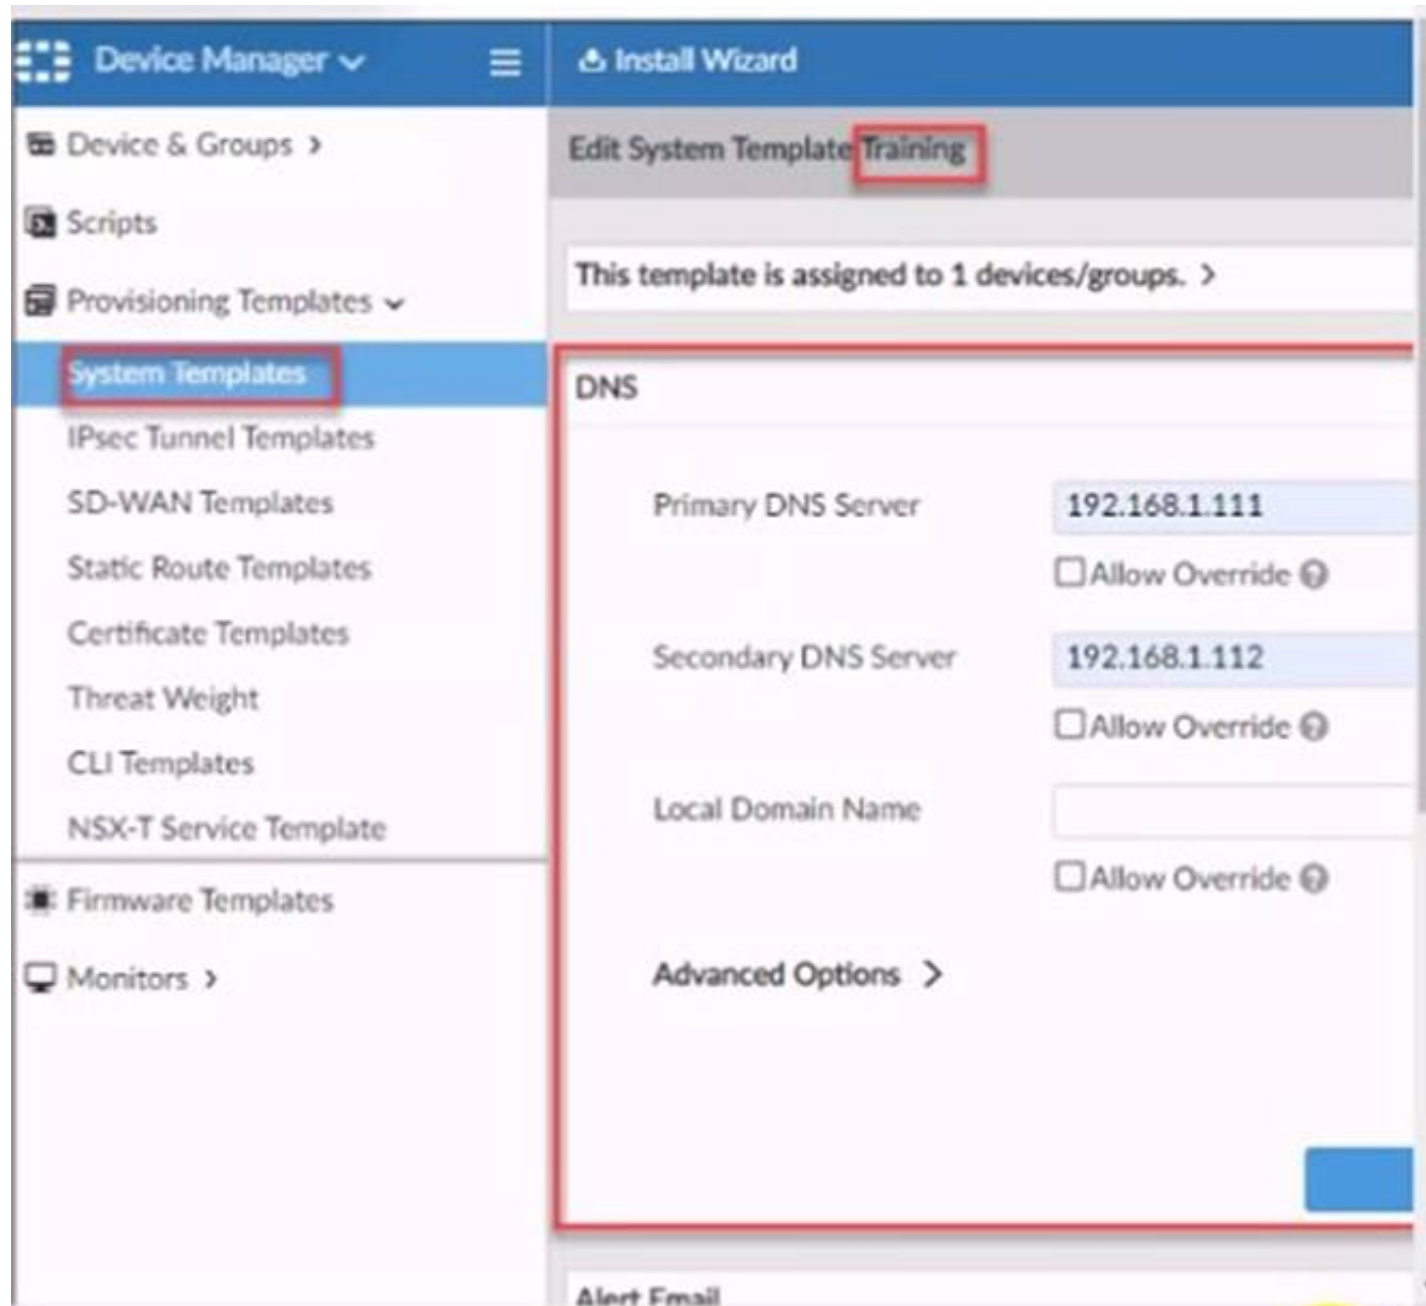 Device Manager
Install Wizard
Device & Groups
Scripts
Provisioning Templates
System Templates
IPsec Tunnel Templates
SD-WAN Templates
Static Route Templates
Certificate Templates
Threat Weight
CLI Templates
NSX-T Service Template
Firmware Templates
Monitors
Edit System Template Training
This template is assigned to 1 devices/groups. >
DNS
Primary DNS Server 192.168.1.111
Allow Override
Secondary DNS Server 192.168.1.112
Allow Override
Local Domain Name
Allow Override
Advanced Options >
Alert Email